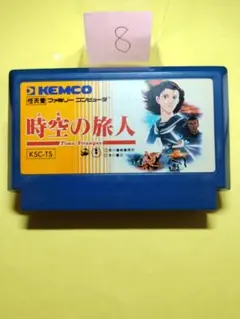 8
KEMCO
任天堂 ファミリーコンピュータ
時空の旅人
Time Stranger
KSC-TS